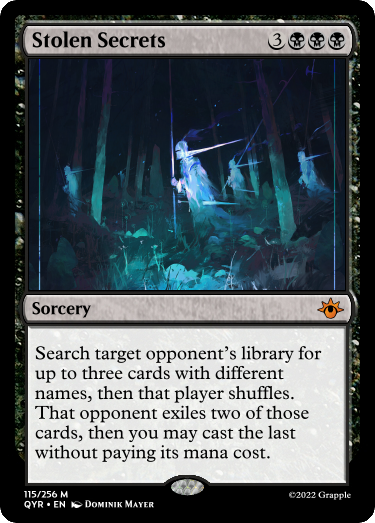 Stolen Secrets 3
Sorcery
Search target opponent's library for
up to three cards with different
names, then that player shuffles.
That opponent exiles two of those
cards, then you may cast the last
without paying its mana cost.
115/256 M
QYR • EN Dominik Mayer
©2022 Grapple